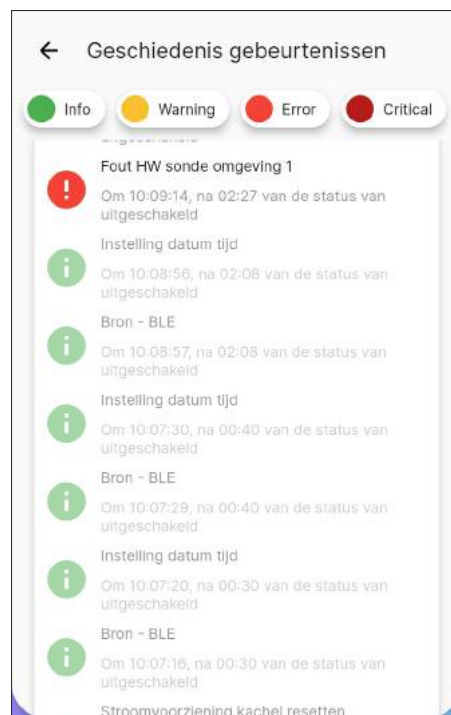 Geschiedenis gebeurtenissen
Info
Warning
Error
Critical
uitgeschakeld
Fout HW sonde omgeving 1
Om 10:09:14, na 02:27 van de status van
uitgeschakeld
Instelling datum tijd
Om 10:08:56, na 02:08 van de status van
uitgeschakeld
Bron - BLE
Om 10:08:57, na 02:08 van de status van
uitgeschakeld
Instelling datum tijd
Om 10:07:30, na 00:40 van de status van
uitgeschakeld
Bron - BLE
Om 10:07:29, na 00:40 van de status van
uitgeschakeld
Instelling datum tijd
Om 10:07:20, na 00:30 van de status van
uitgeschakeld
Bron - BLE
Om 10:07:16, na 00:30 van de status van
uitgeschakeld
Stroomvoorziening kachel resetten